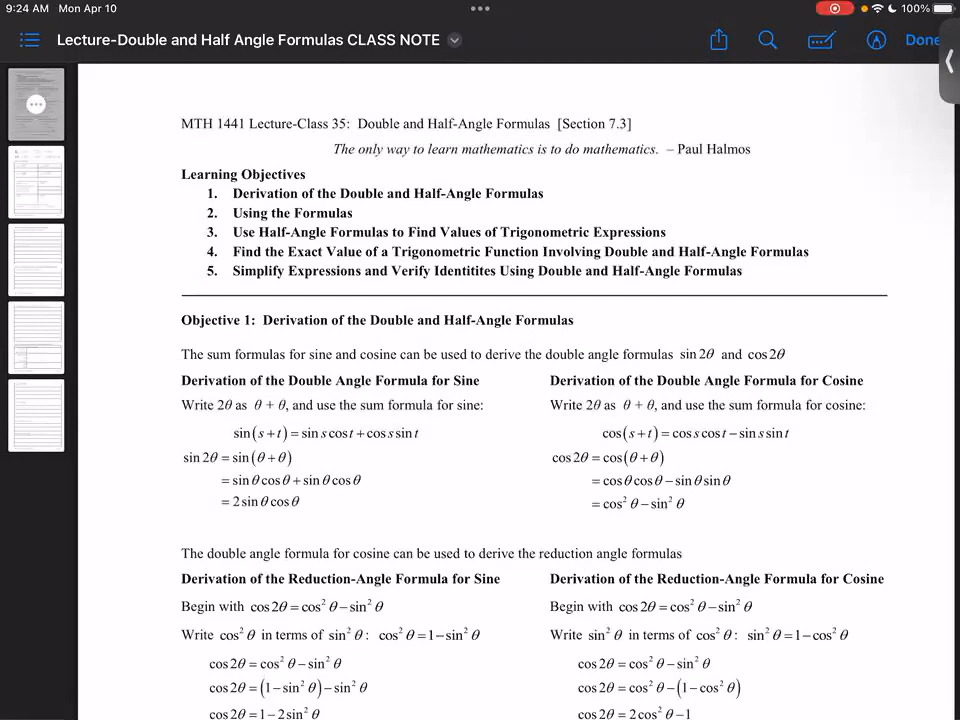 9:24 AM Mon Apr 10
100%
Lecture-Double and Half Angle Formulas CLASS NOTE
Done
MTH 1441 Lecture-Class 35: Double and Half-Angle Formulas [Section 7.3]
The only way to learn mathematics is to do mathematics. – Paul Halmos
Learning Objectives
1. Derivation of the Double and Half-Angle Formulas
2. Using the Formulas
3. Use Half-Angle Formulas to Find Values of Trigonometric Expressions
4. Find the Exact Value of a Trigonometric Function Involving Double and Half-Angle Formulas
5. Simplify Expressions and Verify Identitites Using Double and Half-Angle Formulas
Objective 1: Derivation of the Double and Half-Angle Formulas
The sum formulas for sine and cosine can be used to derive the double angle formulas sin 2θ and cos 2θ
Derivation of the Double Angle Formula for Sine
Write 2θ as θ + θ, and use the sum formula for sine:
sin(s+t) = sin s cos t + cos s sin t
sin 2θ = sin(θ+θ)
= sin θ cos θ + sin θ cos θ
= 2 sin θ cos θ
Derivation of the Double Angle Formula for Cosine
Write 2θ as θ + θ, and use the sum formula for cosine:
cos(s+t) = cos s cos t − sin s sin t
cos 2θ = cos(θ+θ)
= cos θ cos θ − sin θ sin θ
= cos² θ − sin² θ
The double angle formula for cosine can be used to derive the reduction angle formulas
Derivation of the Reduction-Angle Formula for Sine
Begin with cos 2θ = cos² θ − sin² θ
Write cos² θ in terms of sin² θ: cos² θ = 1 − sin² θ
cos 2θ = cos² θ − sin² θ
cos 2θ = (1 − sin² θ) − sin² θ
cos 2θ = 1 − 2 sin² θ
Derivation of the Reduction-Angle Formula for Cosine
Begin with cos 2θ = cos² θ − sin² θ
Write sin² θ in terms of cos² θ: sin² θ = 1 − cos² θ
cos 2θ = cos² θ − sin² θ
cos 2θ = cos² θ − (1 − cos² θ)
cos 2θ = 2 cos² θ − 1